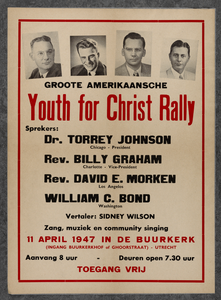 GROOTE AMERIKAANSCHE
Youth for Christ Rally
Sprekers:
Dr. TORREY JOHNSON
Chicago - President
Rev. BILLY GRAHAM
Charlotte - Vice-President
Rev. DAVID E. MORKEN
Los Angeles
WILLIAM C. BOND
Washington
Vertaler: SIDNEY WILSON
Zang, muziek en community singing
11 APRIL 1947 IN DE BUURKERK
(INGANG BUURKERKHOF of CHOORSTRAAT) - UTRECHT
Aanvang 8 uur - Deuren open 7.30 uur
TOEGANG VRIJ